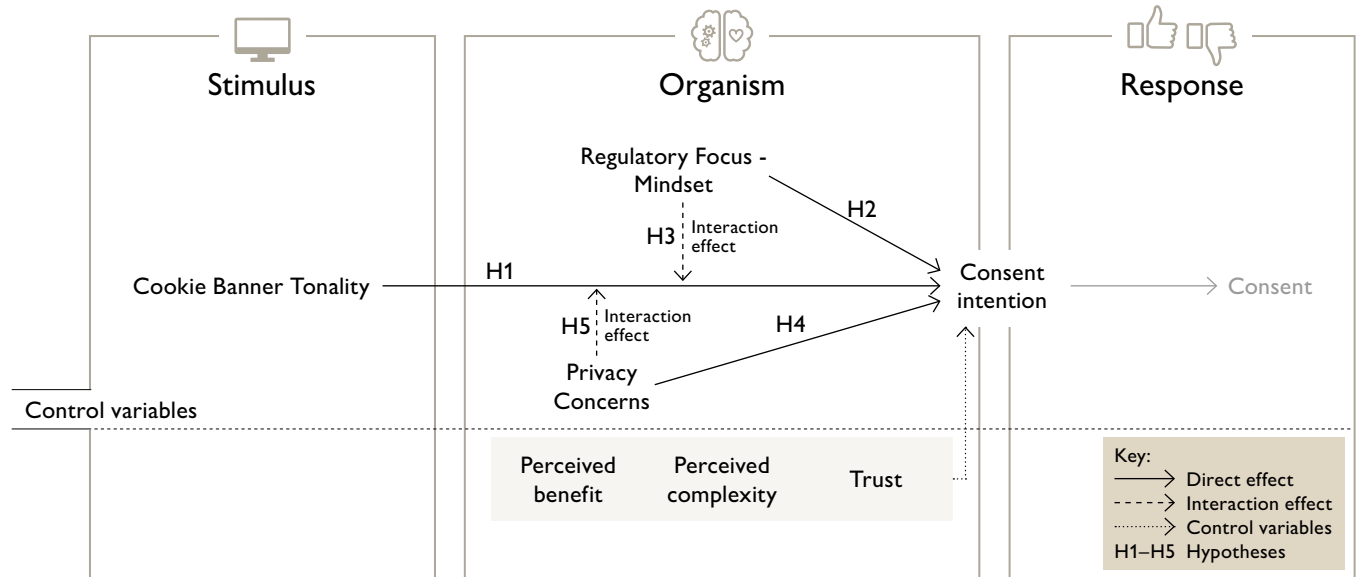 Stimulus
Organism
Response
Regulatory Focus -
Mindset
H2
H3
Interaction
effect
H1
Cookie Banner Tonality
Consent
intention
Consent
H5
Interaction
effect
H4
Privacy
Concerns
Control variables
Perceived
benefit
Perceived
complexity
Trust
Key:
Direct effect
Interaction effect
Control variables
H1–H5 Hypotheses